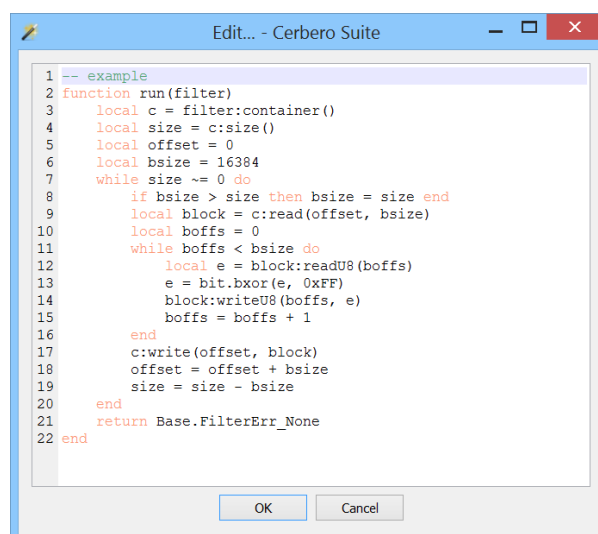 Edit... - Cerbero Suite
1 -- example
2 function run(filter)
3     local c = filter:container()
4     local size = c:size()
5     local offset = 0
6     local bsize = 16384
7     while size ~= 0 do
8         if bsize > size then bsize = size end
9         local block = c:read(offset, bsize)
10         local boffs = 0
11         while boffs < bsize do
12             local e = block:readU8(boffs)
13             e = bit.bxor(e, 0xFF)
14             block:writeU8(boffs, e)
15             boffs = boffs + 1
16         end
17         c:write(offset, block)
18         offset = offset + bsize
19         size = size - bsize
20     end
21     return Base.FilterErr_None
22 end
OK Cancel